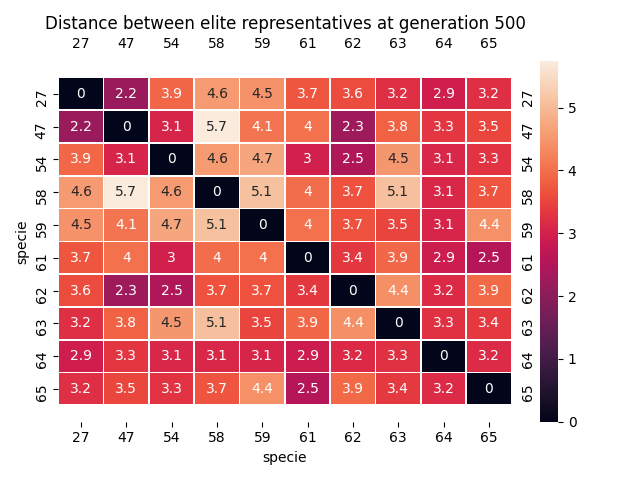 Distance between elite representatives at generation 500
27 47 54 58 59 61 62 63 64 65
27 0 2.2 3.9 4.6 4.5 3.7 3.6 3.2 2.9 3.2 27
47 2.2 0 3.1 5.7 4.1 4 2.3 3.8 3.3 3.5 47
54 3.9 3.1 0 4.6 4.7 3 2.5 4.5 3.1 3.3 54
58 4.6 5.7 4.6 0 5.1 4 3.7 5.1 3.1 3.7 58
59 4.5 4.1 4.7 5.1 0 4 3.7 3.5 3.1 4.4 59
61 3.7 4 3 4 4 0 3.4 3.9 2.9 2.5 61
62 3.6 2.3 2.5 3.7 3.7 3.4 0 4.4 3.2 3.9 62
63 3.2 3.8 4.5 5.1 3.5 3.9 4.4 0 3.3 3.4 63
64 2.9 3.3 3.1 3.1 3.1 2.9 3.2 3.3 0 3.2 64
65 3.2 3.5 3.3 3.7 4.4 2.5 3.9 3.4 3.2 0 65
27 47 54 58 59 61 62 63 64 65
specie
specie
5
4
3
2
1
0